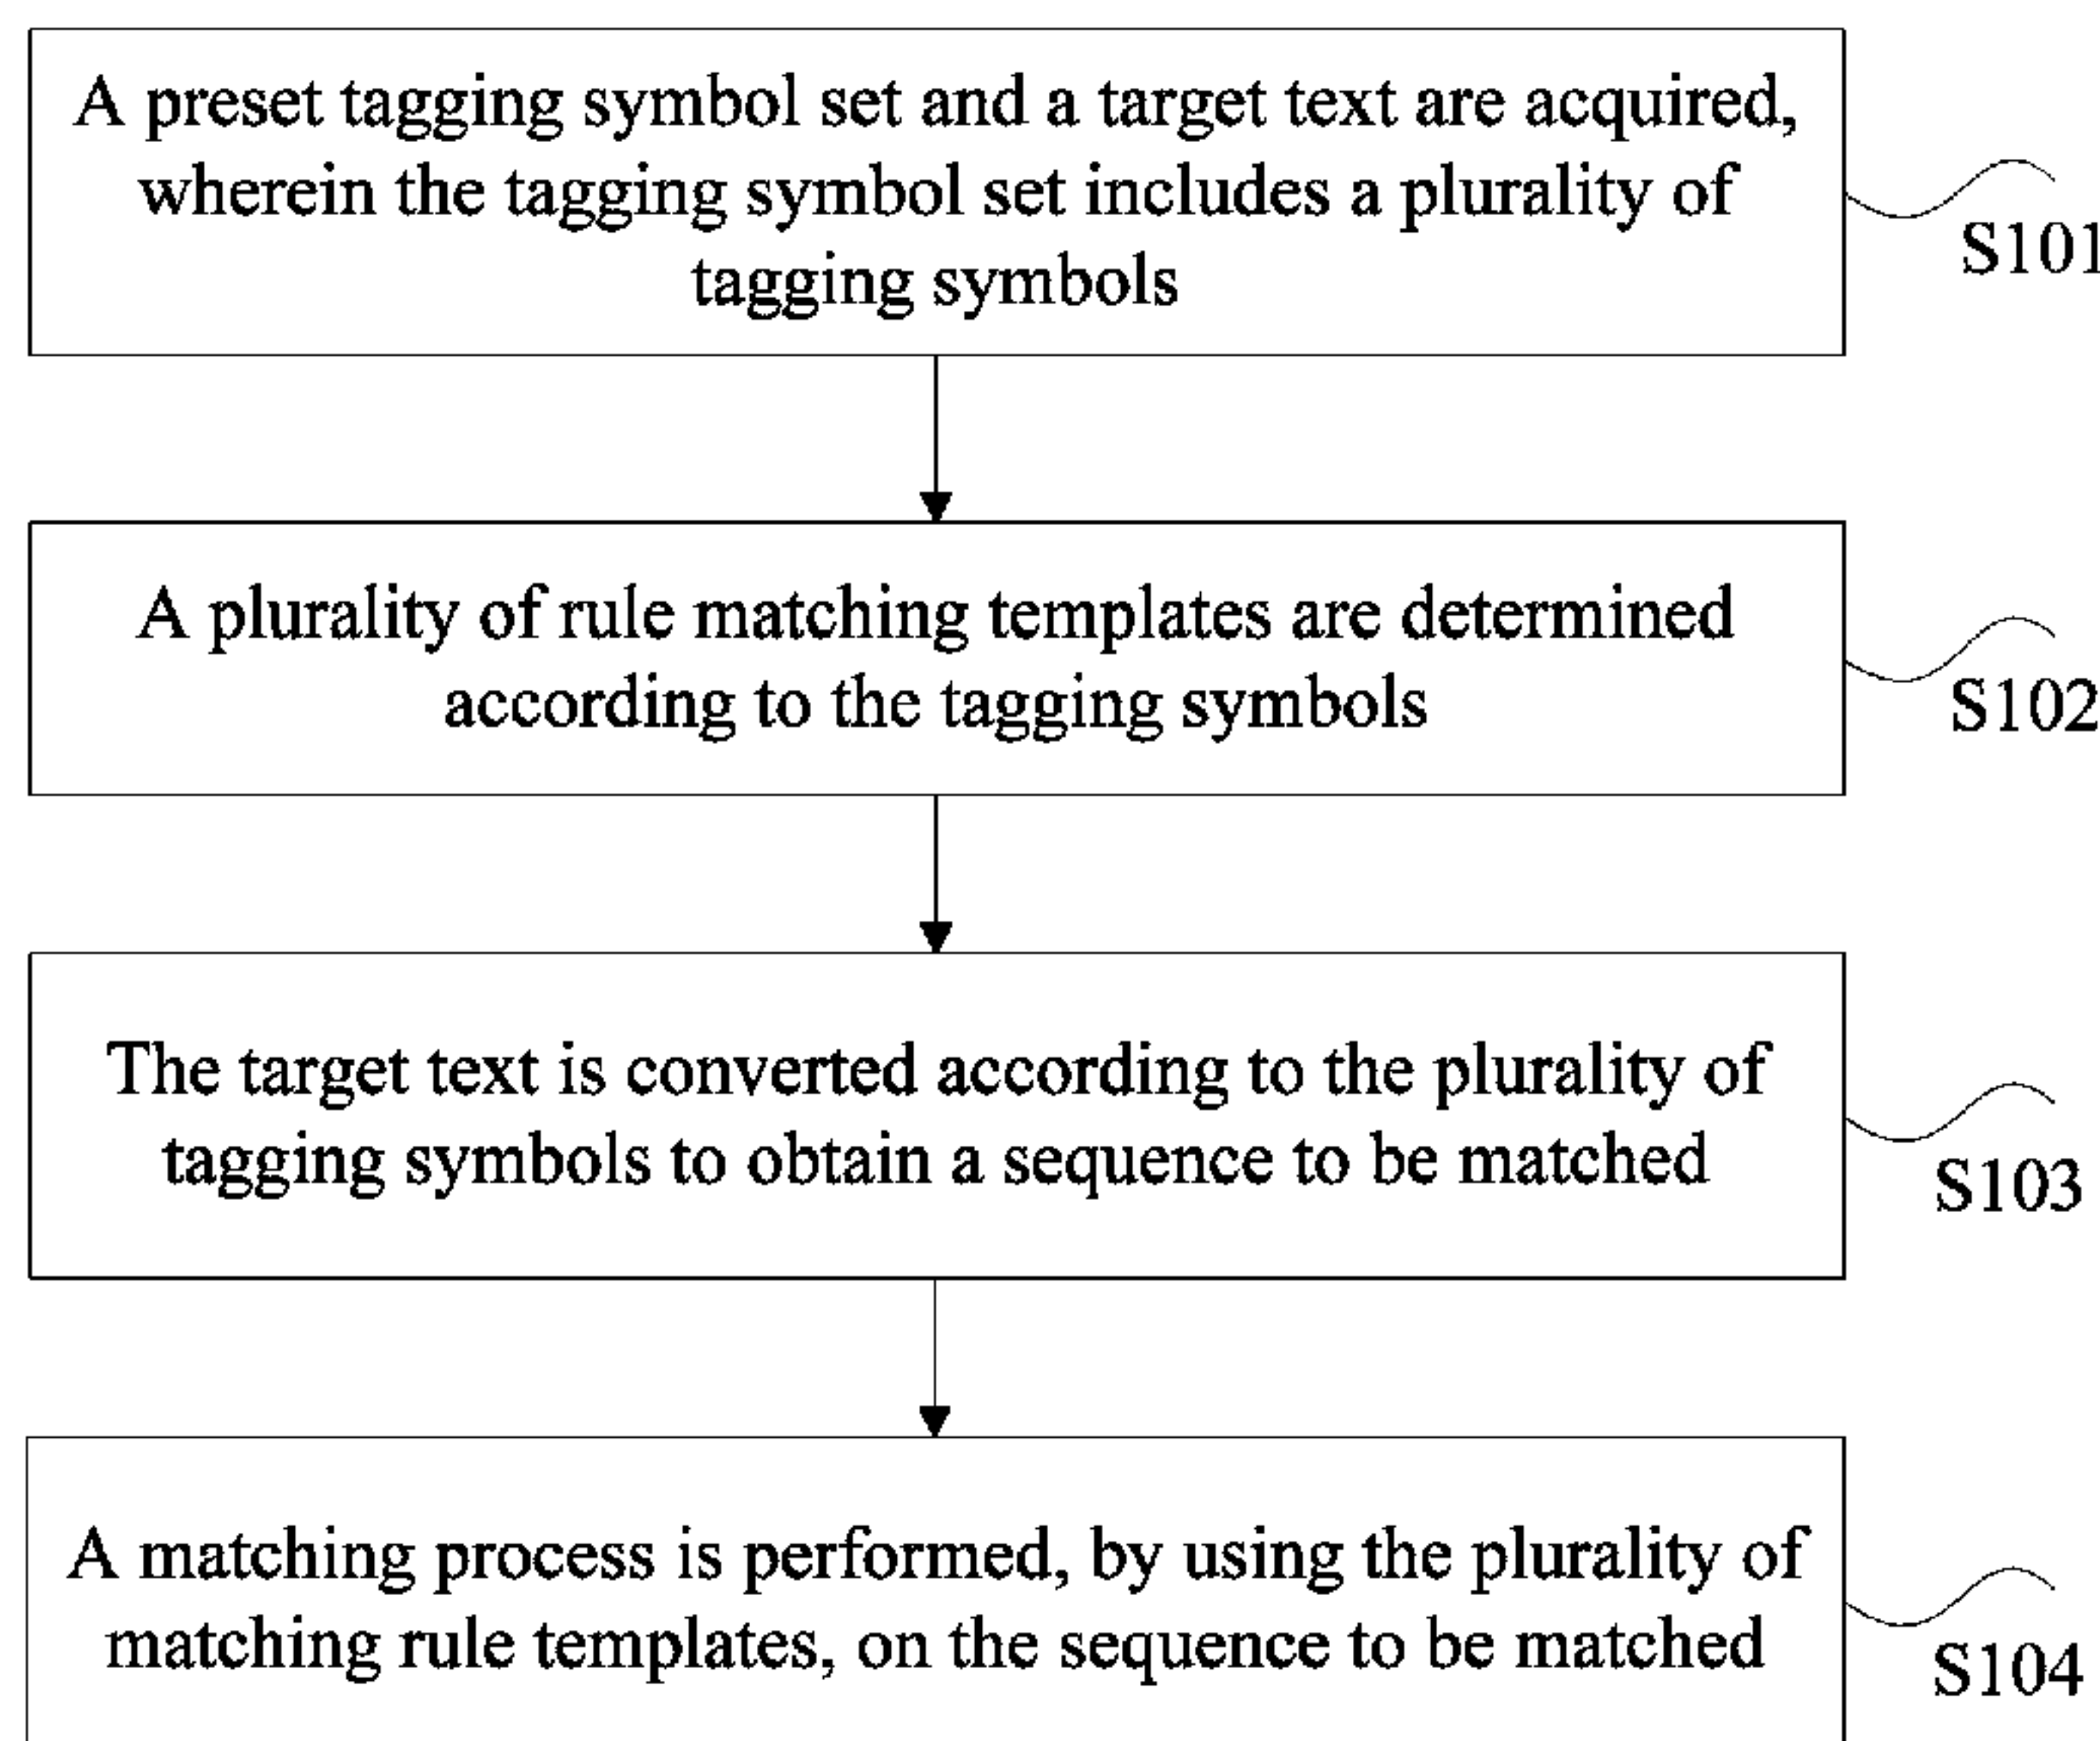 A preset tagging symbol set and a target text are acquired,
wherein the tagging symbol set includes a plurality of
tagging symbols
S101
A plurality of rule matching templates are determined
according to the tagging symbols
S102
The target text is converted according to the plurality of
tagging symbols to obtain a sequence to be matched
S103
A matching process is performed, by using the plurality of
matching rule templates, on the sequence to be matched
S104